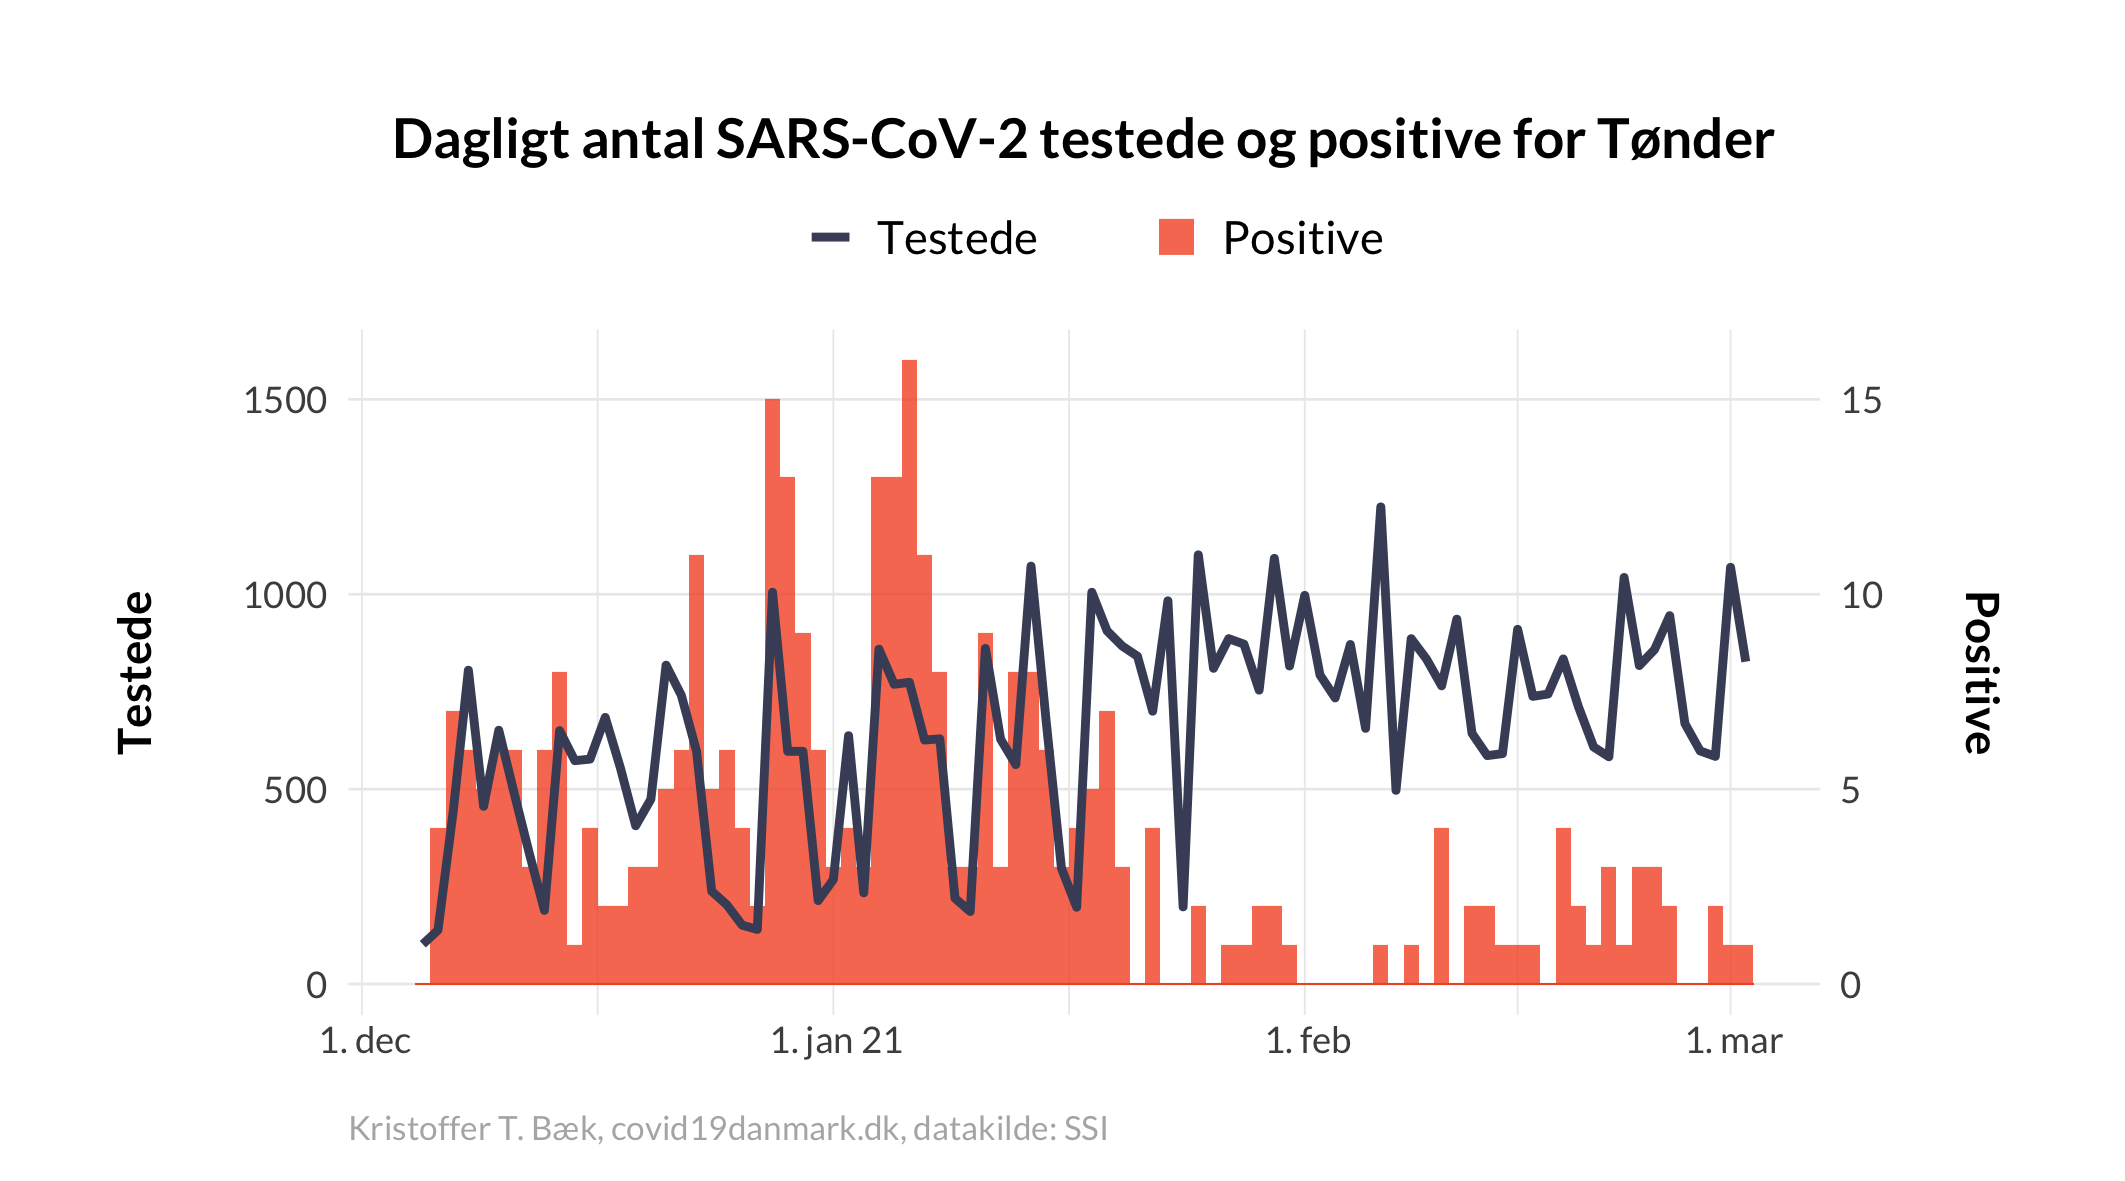 Dagligt antal SARS-CoV-2 testede og positive for Tønder
Testede Positive
1500 15
1000 10
500 5
0 0
Testede
Positive
1. dec 1. jan 21 1. feb 1. mar
Kristoffer T. Bæk, covid19danmark.dk, datakilde: SSI